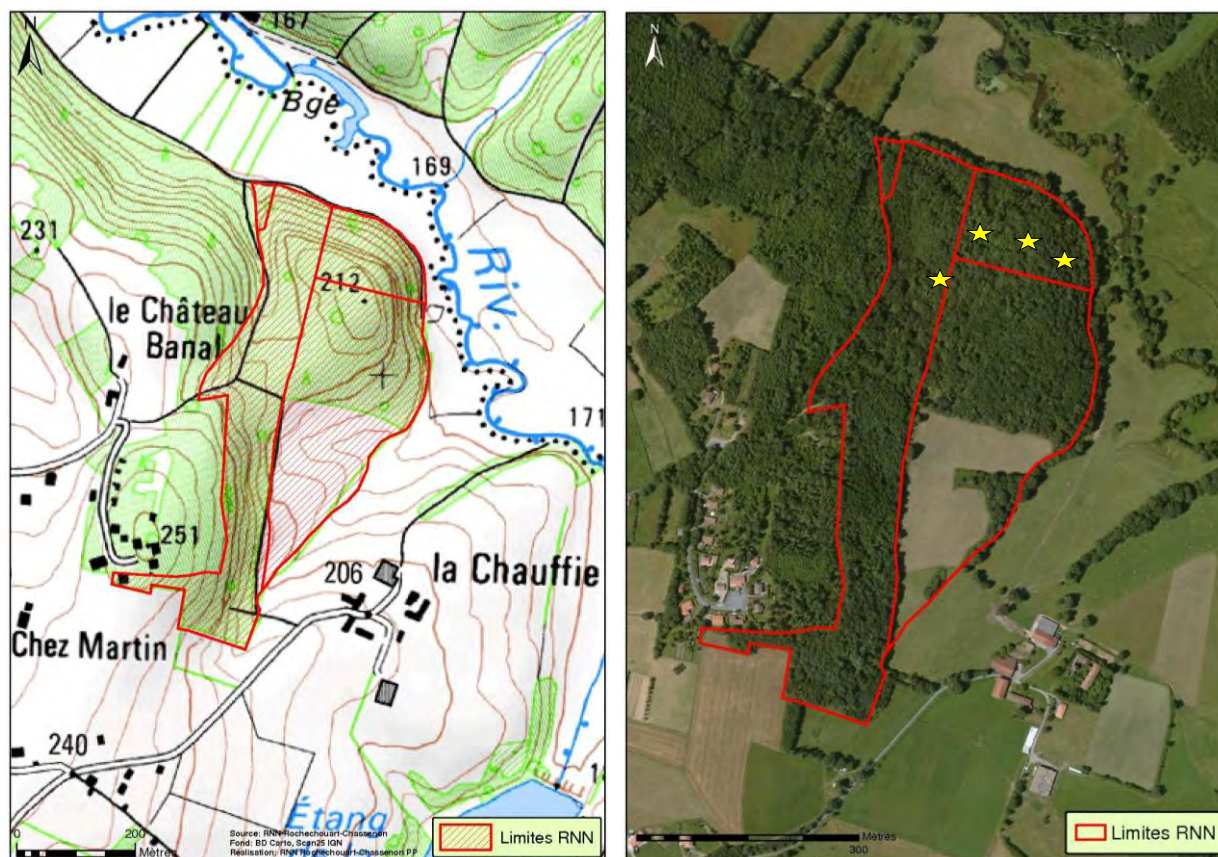 N
167
Bge
169
231
Riv.
212
le Château
Banal
171
251
206
la Chauffie
Chez Martin
240
Étang
0
200
Mètres
Source: RNN Rochechouart-Chassenon
Fond: BD Carto, Scan25 IGN
Réalisation: RNN Rochechouart-Chassenon PP
Limites RNN
N
0
300
Mètres
Limites RNN